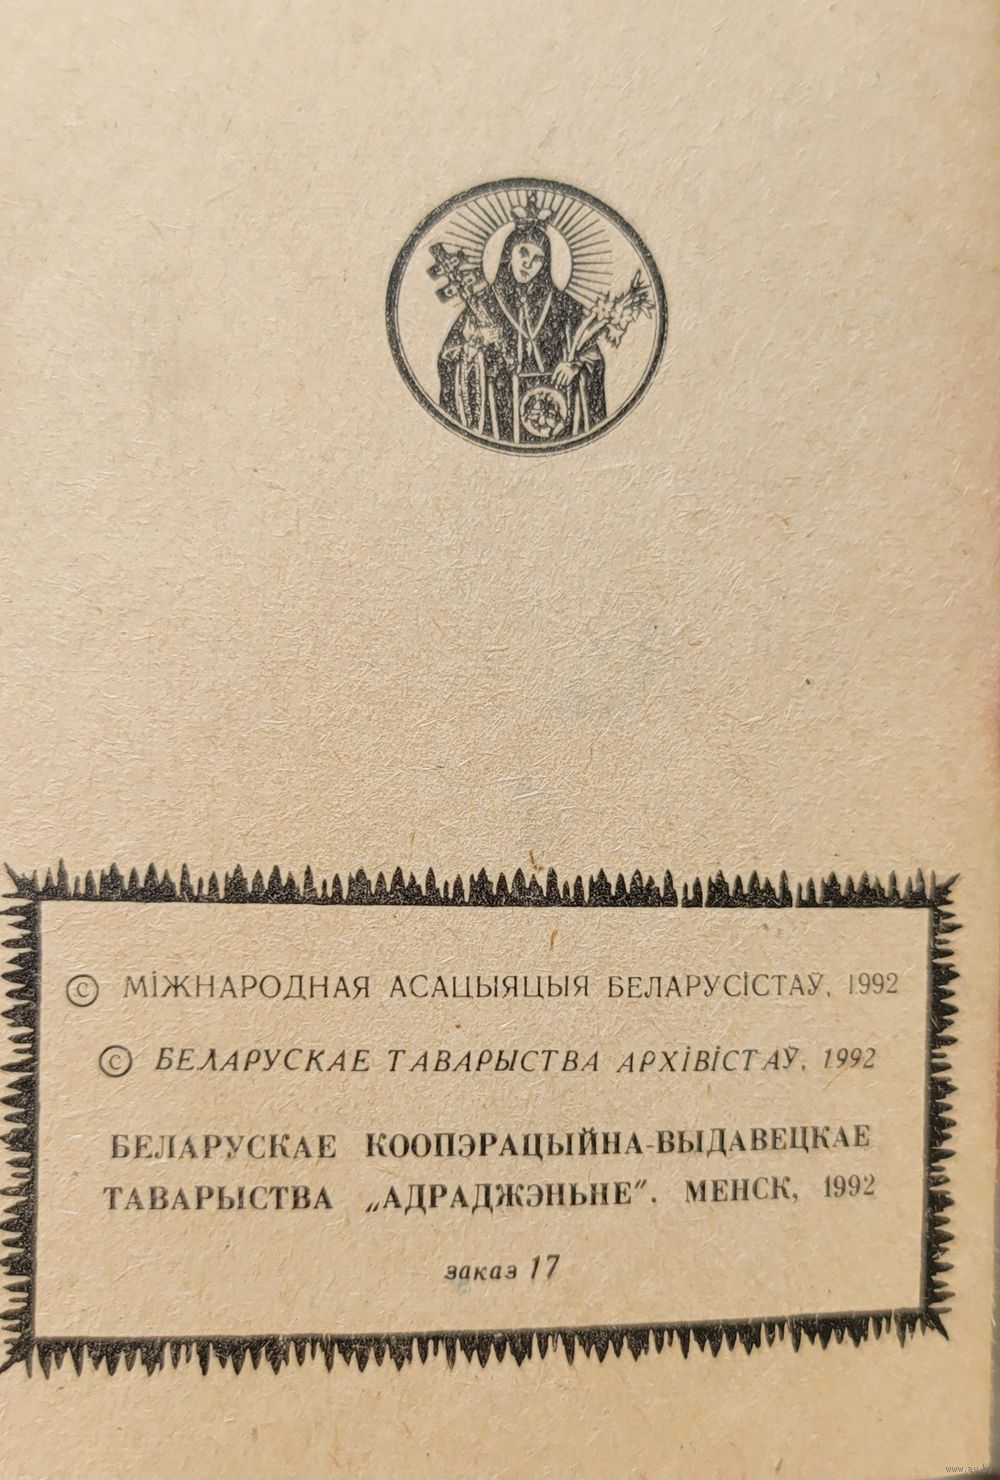 © МІЖНАРОДНАЯ АСАЦЫЯЦЫЯ БЕЛАРУСІСТАЎ, 1992
© БЕЛАРУСКАЕ ТАВАРЫСТВА АРХІВІСТАЎ, 1992
БЕЛАРУСКАЕ КООПЭРАЦЫЙНА-ВЫДАВЕЦКАЕ
ТАВАРЫСТВА „АДРАДЖЭНЬНЕ”. МЕНСК, 1992
заказ 17